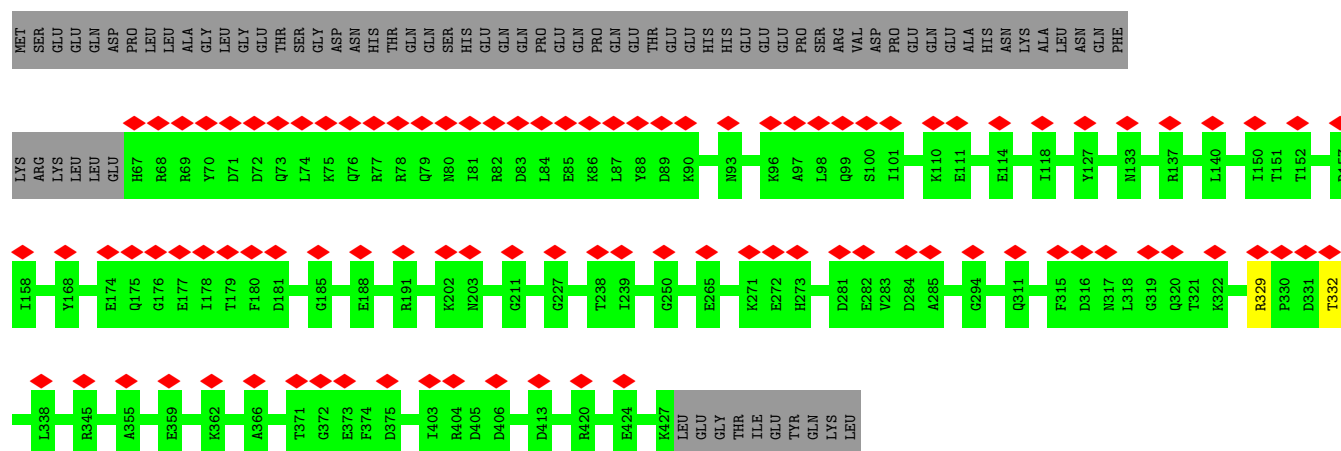 MET SER GLU GLU GLU GLN ASP PRO LEU LEU ALA GLY LEU GLY GLU THR SER GLY ASP ASN HIS THR GLN GLN SER HIS GLU GLN GLN PRO GLU GLN PRO GLN GLU THR GLU GLU HIS HIS GLU GLU GLU PRO SER ARG VAL ASP PRO GLU GLN GLU ALA HIS ASN LYS ALA LEU ASN GLN PHE
LYS ARG LYS LEU LEU GLU H67 R68 R69 Y70 D71 D72 Q73 L74 K75 Q76 R77 R78 Q79 N80 I81 R82 D83 L84 E85 K86 L87 Y88 D89 K90 N93 K96 A97 L98 Q99 S100 I101 K110 E111 E114 I118 Y127 N133 R137 L140 I150 T151 T152
I158 Y168 E174 Q175 G176 E177 I178 T179 F180 D181 G185 E188 R191 K202 N203 G211 G227 T238 I239 G250 E265 K271 E272 H273 D281 E282 V283 D284 A285 G294 Q311 F315 D316 N317 L318 G319 Q320 T321 K322 R329 P330 D331 T332
L338 R345 A355 E359 K362 A366 T371 G372 E373 F374 D375 I403 R404 D405 D406 D413 R420 E424 K427 LEU GLU GLY THR ILE GLU TYR GLN LYS LEU